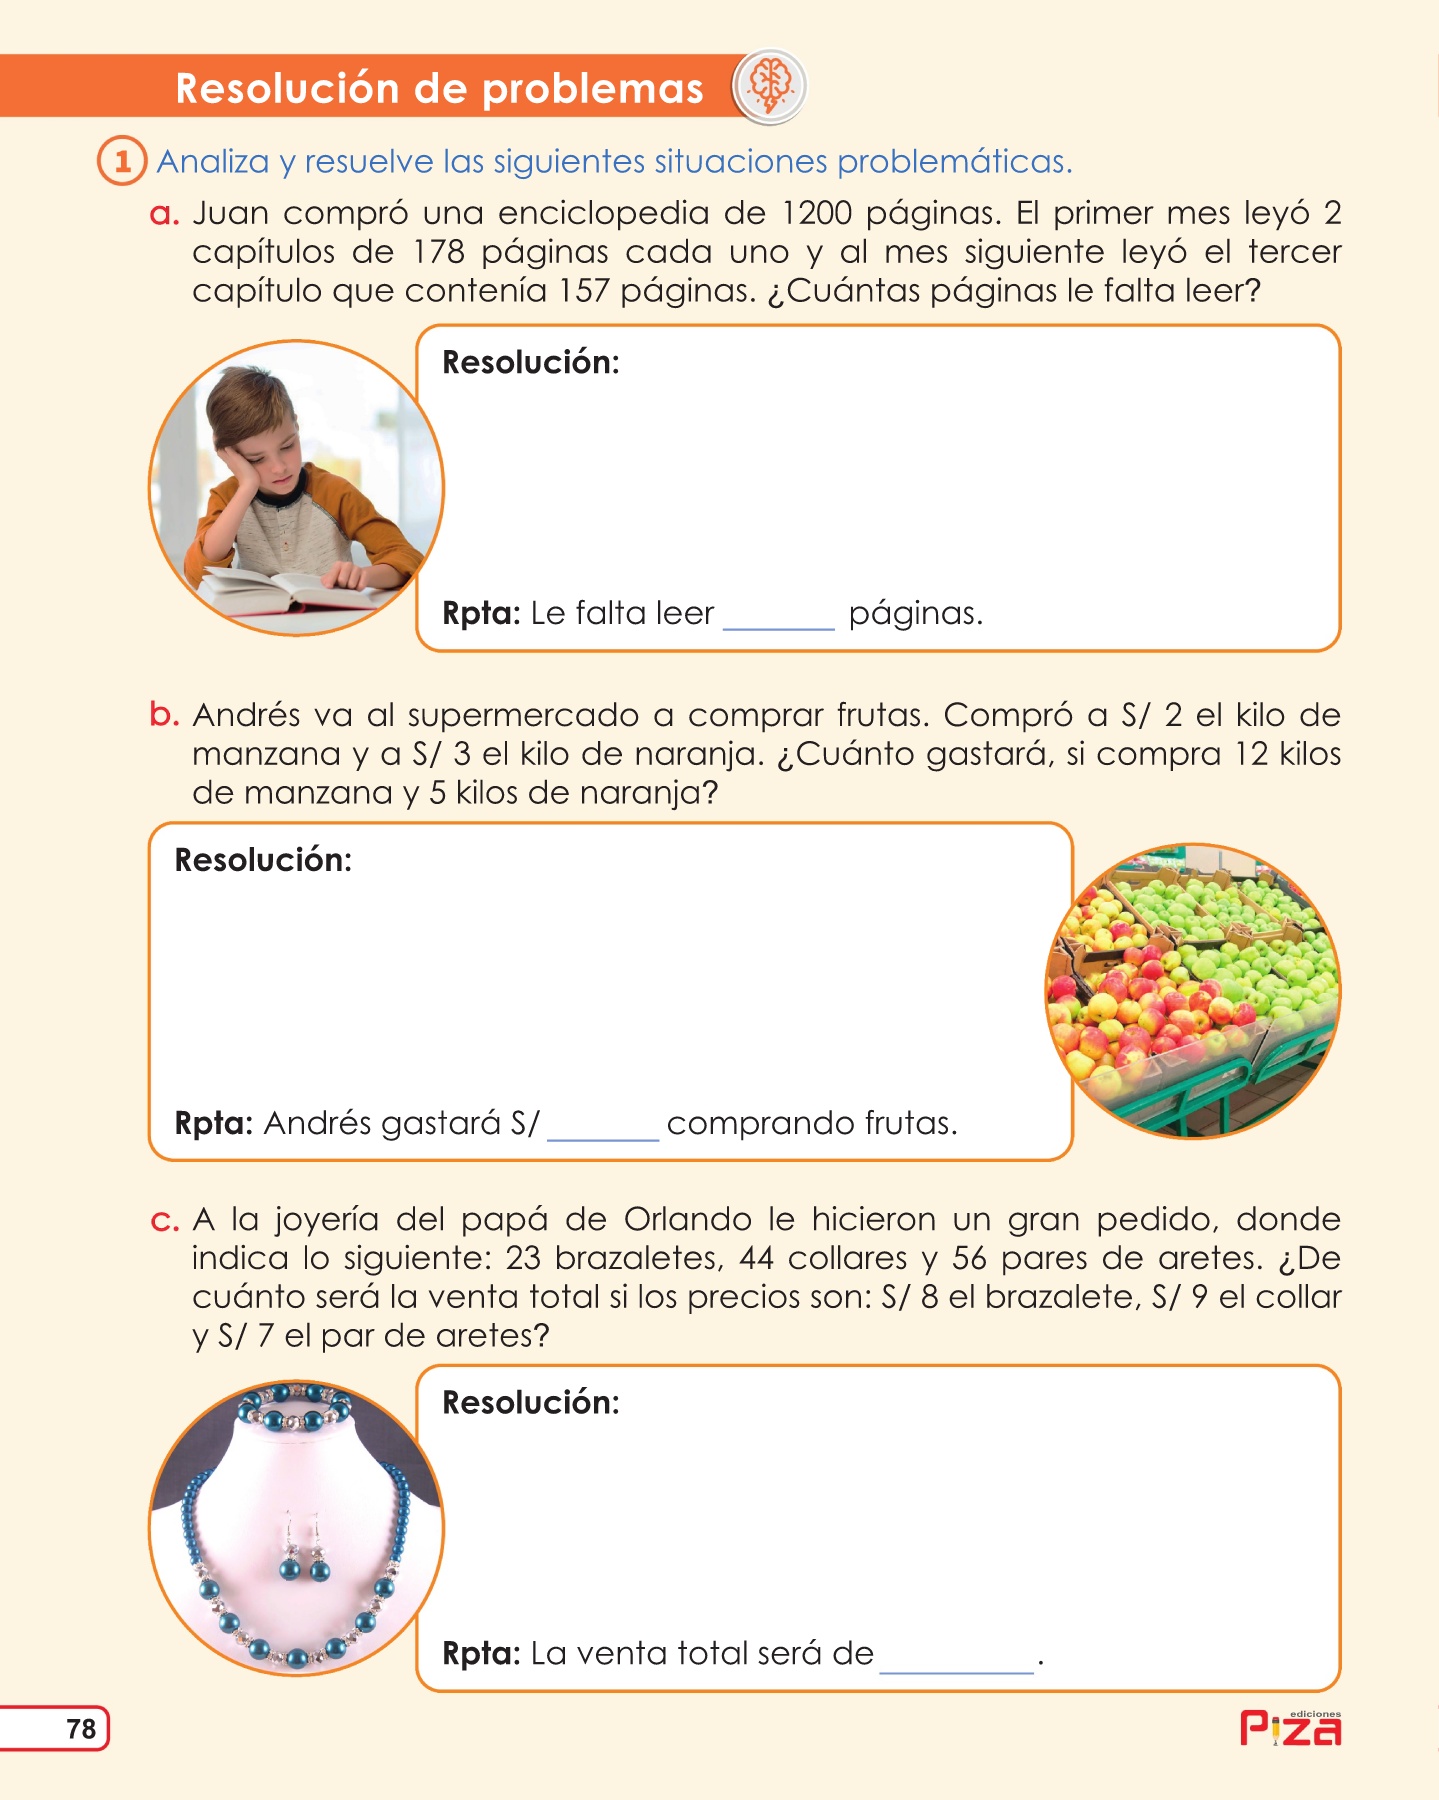 Resolución de problemas
1 Analiza y resuelve las siguientes situaciones problemáticas.
a. Juan compró una enciclopedia de 1200 páginas. El primer mes leyó 2
capítulos de 178 páginas cada uno y al mes siguiente leyó el tercer
capítulo que contenía 157 páginas. ¿Cuántas páginas le falta leer?
Resolución:
Rpta: Le falta leer _______ páginas.
b. Andrés va al supermercado a comprar frutas. Compró a S/ 2 el kilo de
manzana y a S/ 3 el kilo de naranja. ¿Cuánto gastará, si compra 12 kilos
de manzana y 5 kilos de naranja?
Resolución:
Rpta: Andrés gastará S/ _______ comprando frutas.
c. A la joyería del papá de Orlando le hicieron un gran pedido, donde
indica lo siguiente: 23 brazaletes, 44 collares y 56 pares de aretes. ¿De
cuánto será la venta total si los precios son: S/ 8 el brazalete, S/ 9 el collar
y S/ 7 el par de aretes?
Resolución:
Rpta: La venta total será de __________.
78
ediciones
Piza